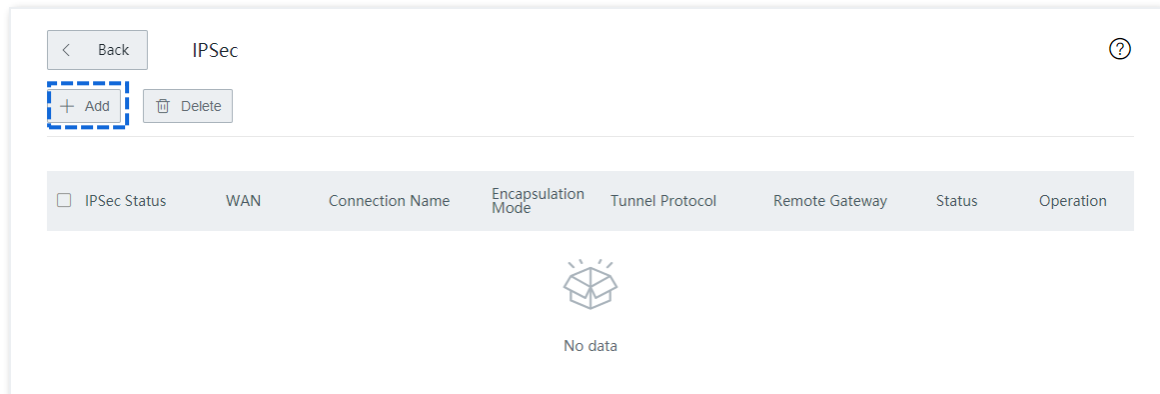 Back
IPSec
Add
Delete
IPSec Status
WAN
Connection Name
Encapsulation
Mode
Tunnel Protocol
Remote Gateway
Status
Operation
No data